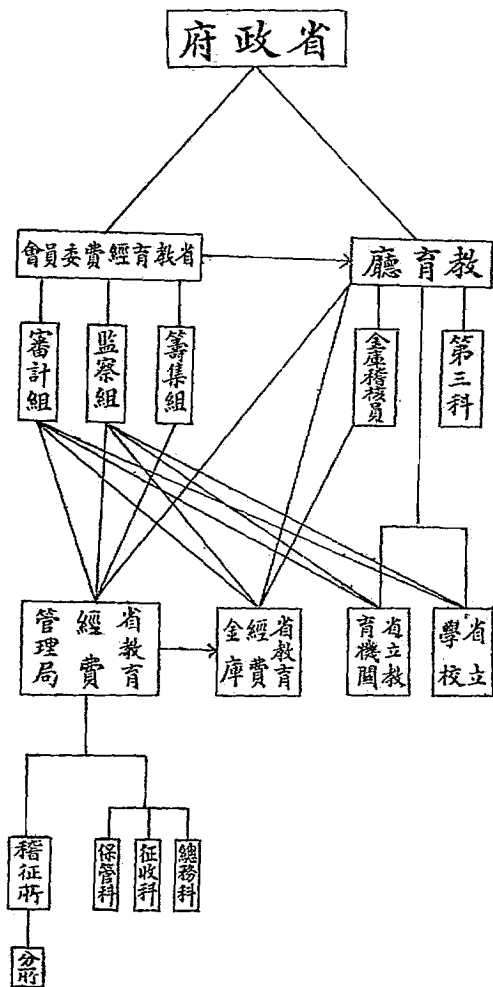 省政府
省教育經費委員會
教育廳
籌集組
監察組
審計組
第三科
金庫稽核員
省教育
經費
管理局
省教育
經費
金庫
省立教
育機關
省立
學校
總務科
征收科
保管科
稽征所
分所